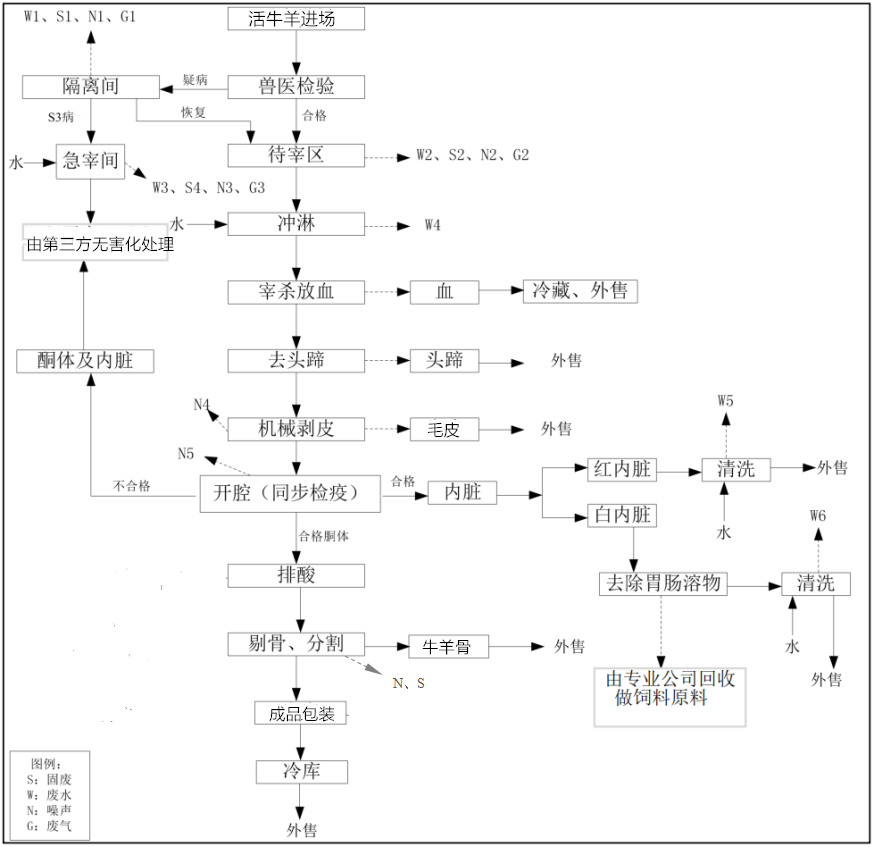 W1、S1、N1、G1
活牛羊进场
隔离间
疑病
兽医检验
S3病
恢复
合格
水
急宰间
待宰区
W2、S2、N2、G2
W3、S4、N3、G3
水
冲淋
W4
由第三方无害化处理
宰杀放血
血
冷藏、外售
酮体及内脏
去头蹄
头蹄
外售
N4
机械剥皮
毛皮
外售
W5
N5
不合格
开腔（同步检疫）
合格
内脏
红内脏
清洗
外售
白内脏
水
W6
合格胴体
排酸
去除胃肠溶物
清洗
剔骨、分割
牛羊骨
外售
水
N、S
由专业公司回收
做饲料原料
外售
成品包装
冷库
外售
图例：
S：固废
W：废水
N：噪声
G：废气